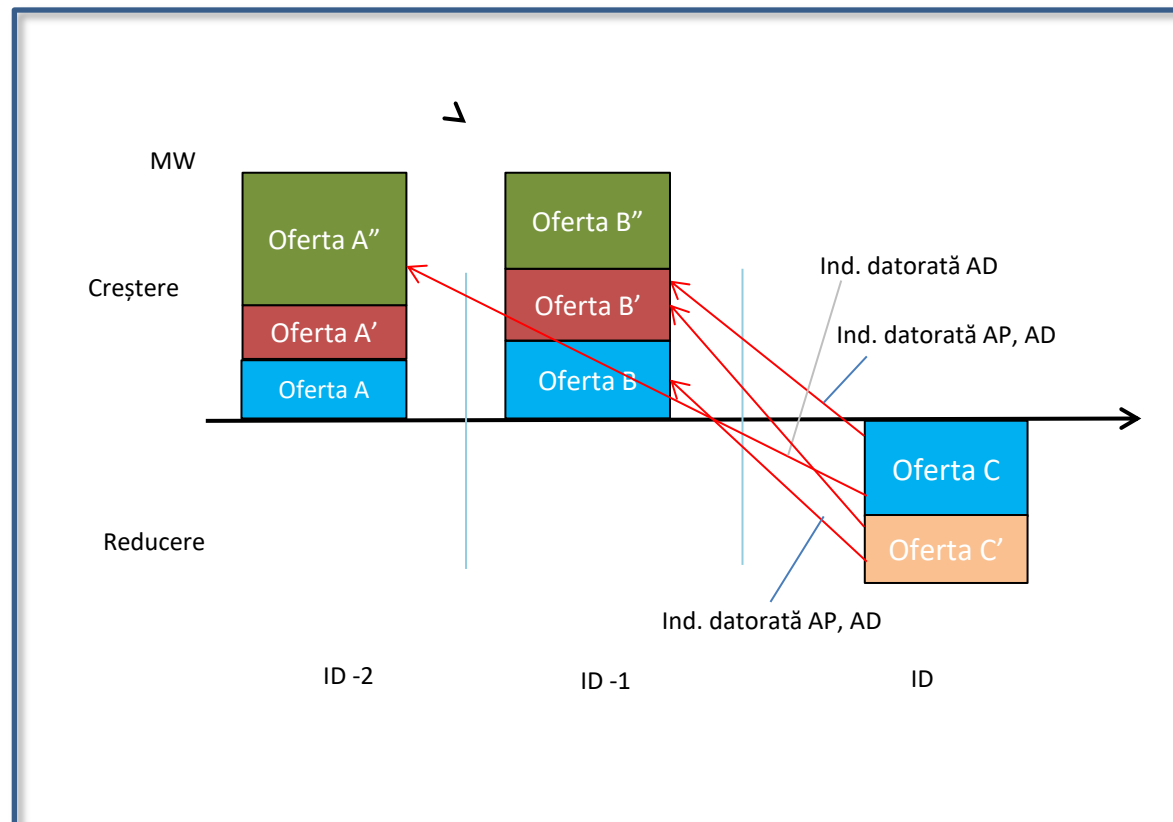 MW
Oferta A”
Oferta B”
Ind. datorată AD
Creștere
Oferta A’
Oferta B’
Ind. datorată AP, AD
Oferta A
Oferta B
Oferta C
Reducere
Oferta C’
Ind. datorată AP, AD
ID -2
ID -1
ID